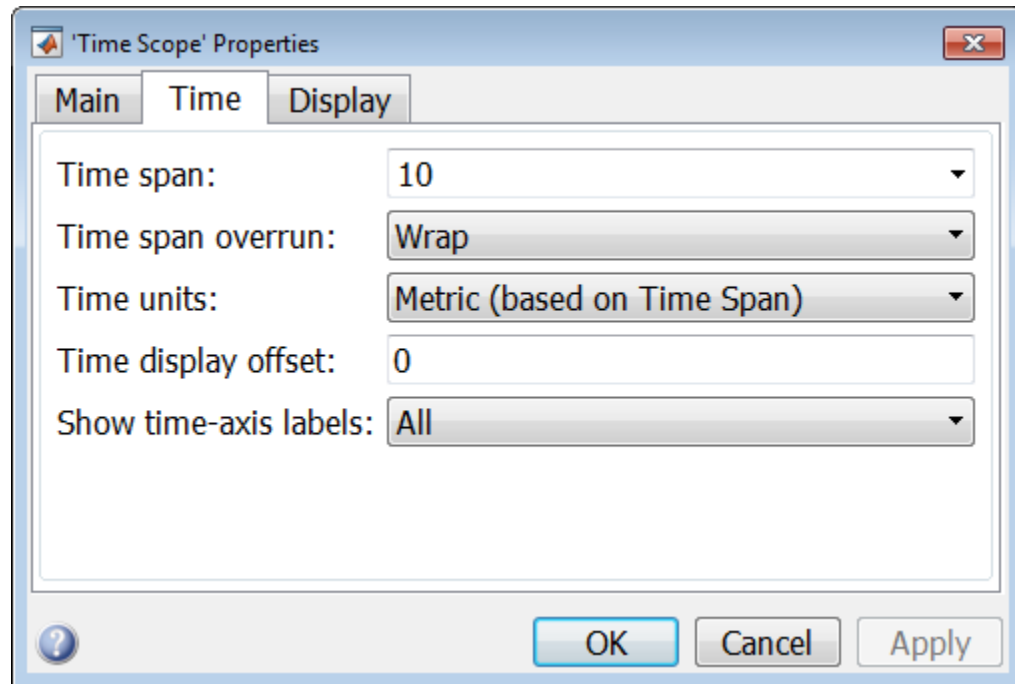 'Time Scope' Properties
Main Time Display
Time span: 10
Time span overrun: Wrap
Time units: Metric (based on Time Span)
Time display offset: 0
Show time-axis labels: All
? OK Cancel Apply